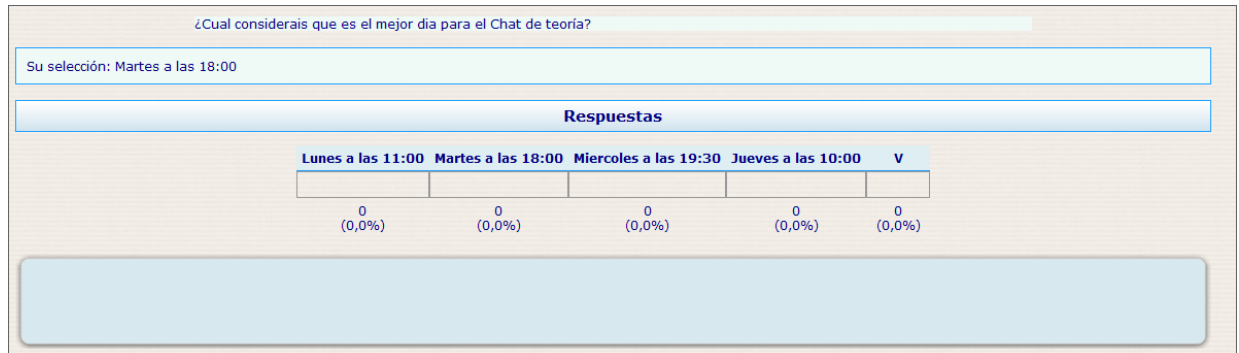 ¿Cual considerais que es el mejor dia para el Chat de teoría?
Su selección: Martes a las 18:00
Respuestas
Lunes a las 11:00 Martes a las 18:00 Miercoles a las 19:30 Jueves a las 10:00 V
0 0 0 0 0
(0,0%) (0,0%) (0,0%) (0,0%) (0,0%)